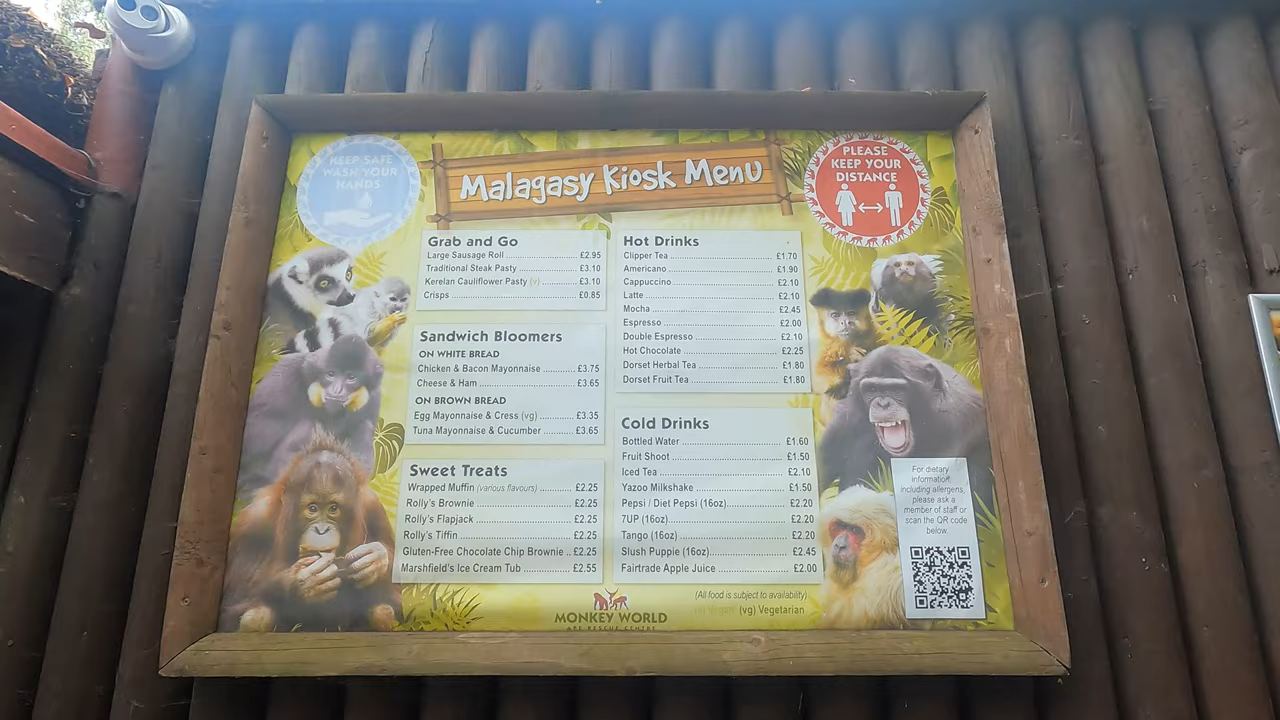 KEEP SAFE
WASH YOUR
HANDS
Malagasy Kiosk Menu
PLEASE
KEEP YOUR
DISTANCE
Grab and Go
Large Sausage Roll £2.95
Traditional Steak Pasty £3.10
Kerelan Cauliflower Pasty (v) £3.10
Crisps £0.85
Sandwich Bloomers
ON WHITE BREAD
Chicken & Bacon Mayonnaise £3.75
Cheese & Ham £3.65
ON BROWN BREAD
Egg Mayonnaise & Cress (vg) £3.35
Tuna Mayonnaise & Cucumber £3.65
Sweet Treats
Wrapped Muffin (various flavours) £2.25
Rolly's Brownie £2.25
Rolly's Flapjack £2.25
Rolly's Tiffin £2.25
Gluten-Free Chocolate Chip Brownie £2.25
Marshfield's Ice Cream Tub £2.55
Hot Drinks
Clipper Tea £1.70
Americano £1.90
Cappuccino £2.10
Latte £2.10
Mocha £2.45
Espresso £2.00
Double Espresso £2.10
Hot Chocolate £2.25
Dorset Herbal Tea £1.80
Dorset Fruit Tea £1.80
Cold Drinks
Bottled Water £1.60
Fruit Shoot £1.50
Iced Tea £2.10
Yazoo Milkshake £1.50
Pepsi / Diet Pepsi (16oz) £2.20
7UP (16oz) £2.20
Tango (16oz) £2.20
Slush Puppie (16oz) £2.45
Fairtrade Apple Juice £2.00
For dietary
information,
including allergens,
please ask a
member of staff or
scan the QR code
below.
(All food is subject to availability)
(v) Vegan (vg) Vegetarian
MONKEY WORLD
APE RESCUE CENTRE